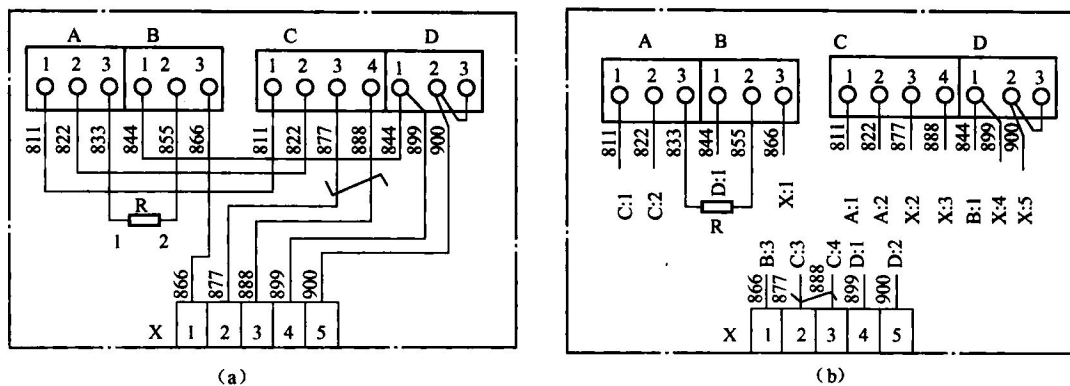 A B C D
1 2 3 1 2 3 1 2 3 4 1 2 3
811 822 833 844 855 866 811 822 877 888 844 899 900
R
1 2
866 877 888 899 900
X 1 2 3 4 5
(a)
A B C D
1 2 3 1 2 3 1 2 3 4 1 2 3
811 822 833 844 855 866 811 822 877 888 844 899 900
C:1 C:2 D:1 X:1 A:1 A:2 X:2 X:3 B:1 X:4 X:5
R
B:3 C:3 C:4 D:1 D:2
866 877 888 899 900
X 1 2 3 4 5
(b)